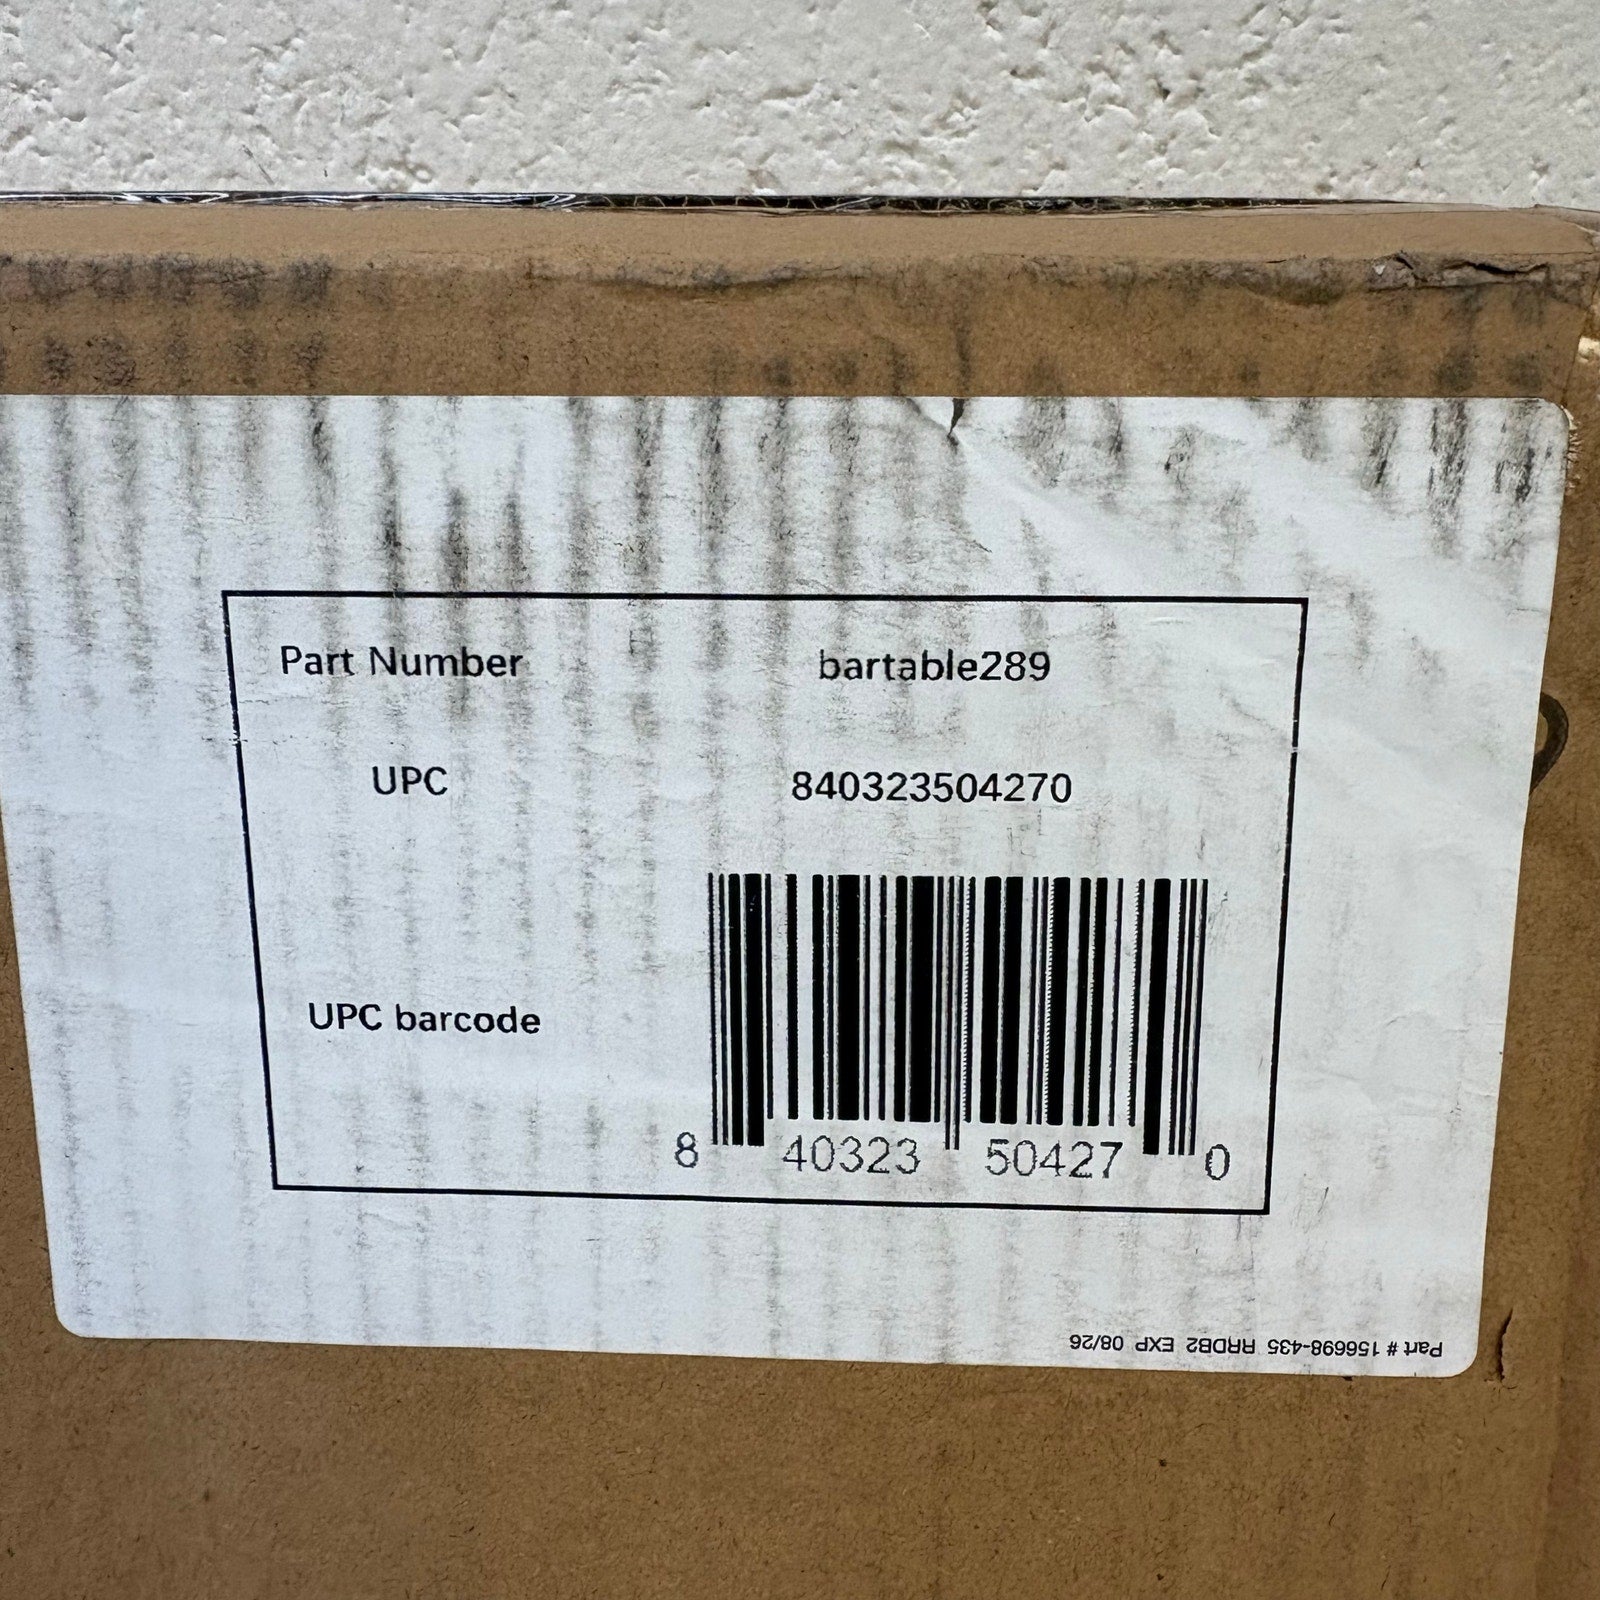 Part Number bartable289
UPC 840323504270
UPC barcode
8 40323 50427 0
Part # 156698-435 RRDB2 EXP 08/26